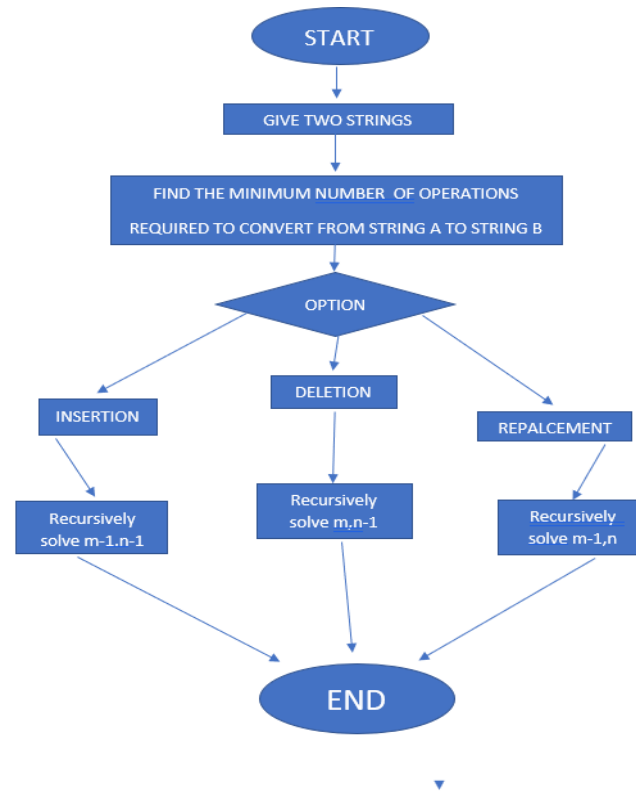 START
GIVE TWO STRINGS
FIND THE MINIMUM NUMBER OF OPERATIONS
REQUIRED TO CONVERT FROM STRING A TO STRING B
OPTION
INSERTION
DELETION
REPALCEMENT
Recursively
solve m-1.n-1
Recursively
solve m,n-1
Recursively
solve m-1,n
END